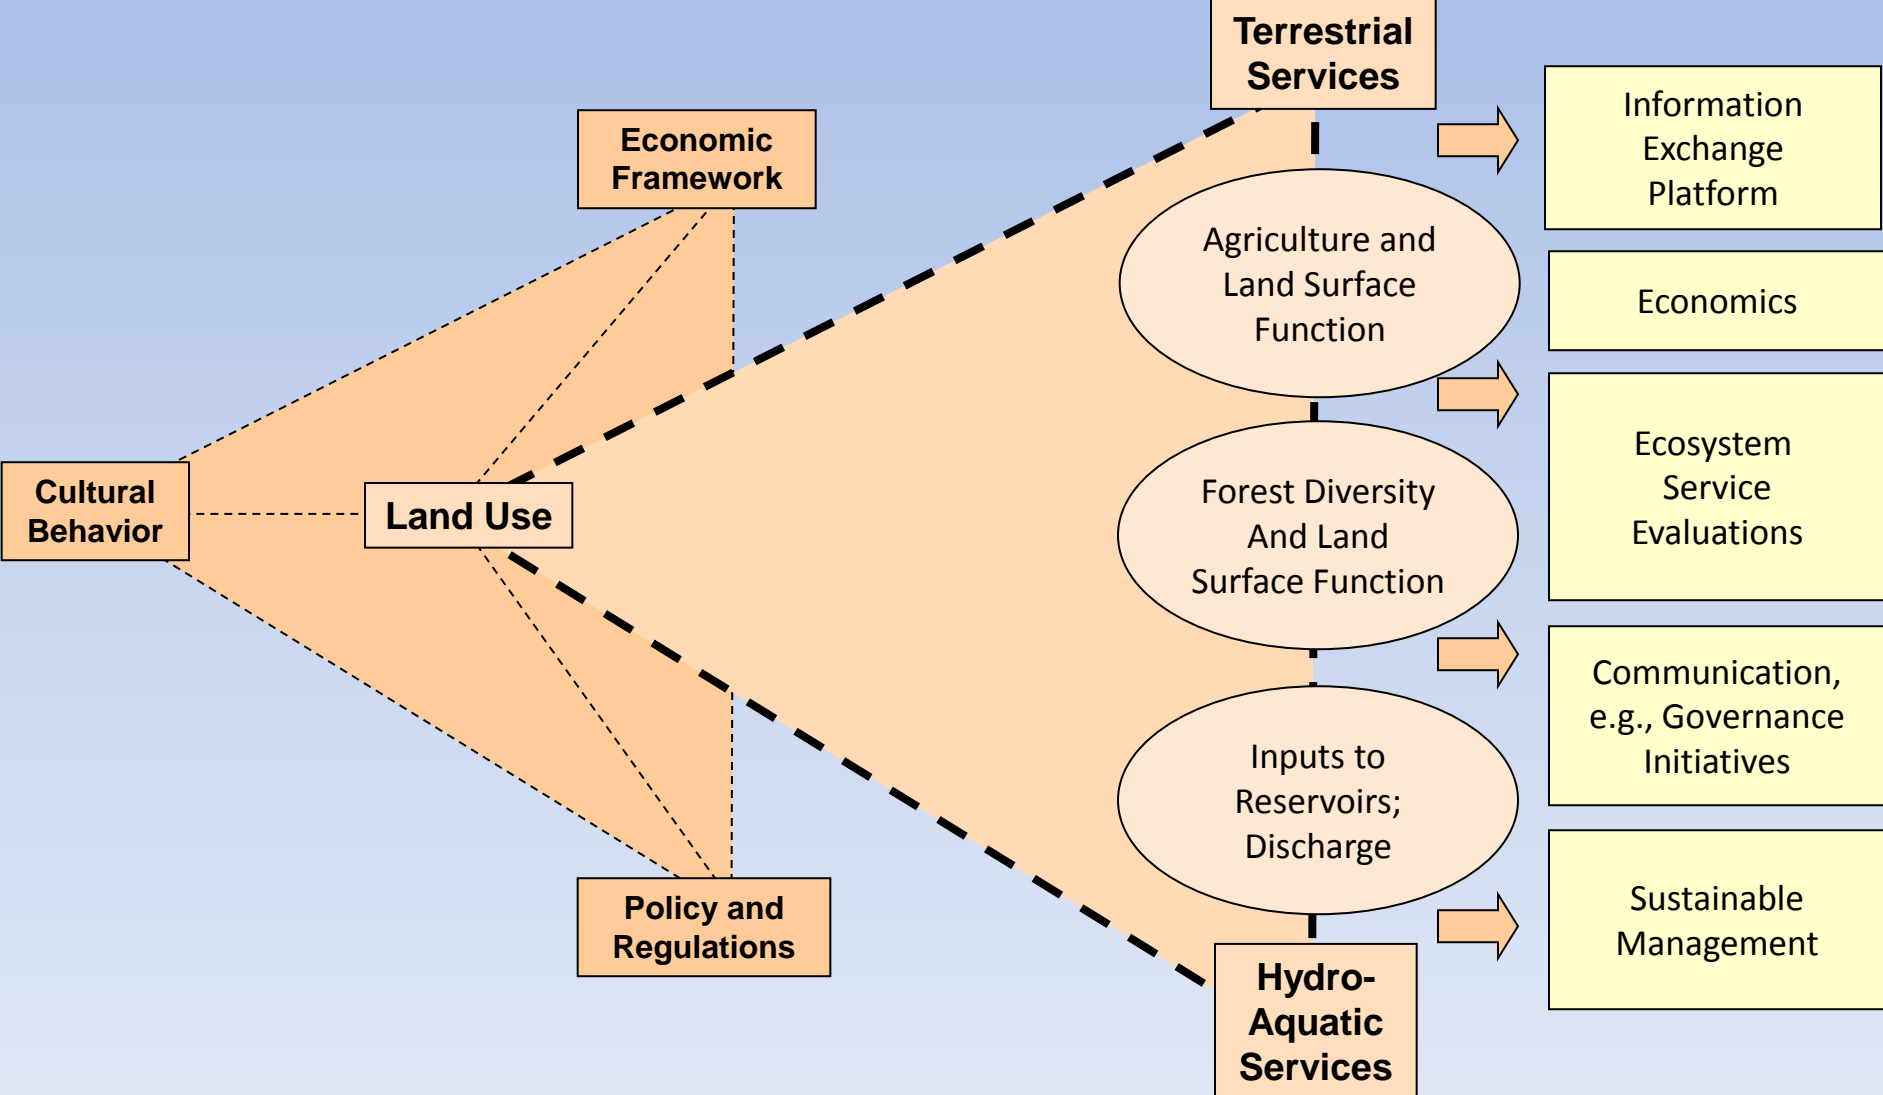 Terrestrial
Services
Economic
Framework
Cultural
Behavior
Land Use
Policy and
Regulations
Agriculture and
Land Surface
Function
Forest Diversity
And Land
Surface Function
Inputs to
Reservoirs;
Discharge
Hydro-
Aquatic
Services
Information
Exchange
Platform
Economics
Ecosystem
Service
Evaluations
Communication,
e.g., Governance
Initiatives
Sustainable
Management